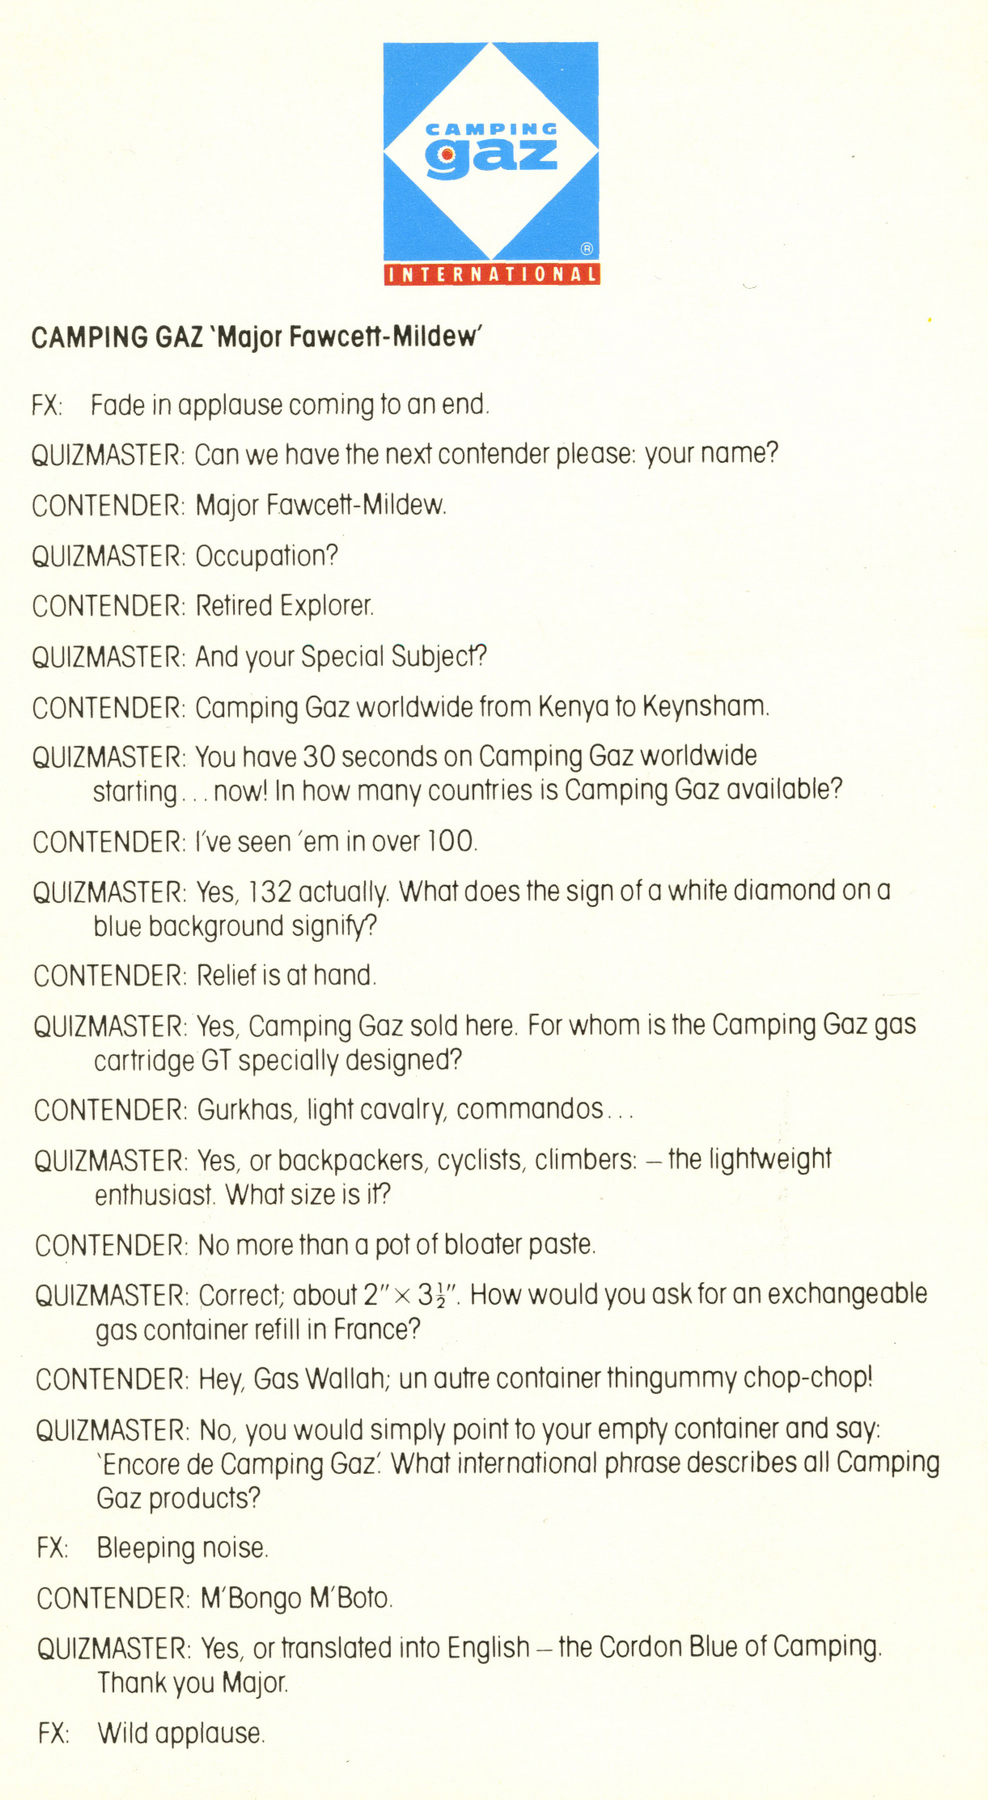 CAMPING
gaz
®
INTERNATIONAL
CAMPING GAZ ‘Major Fawcett-Mildew’
FX: Fade in applause coming to an end.
QUIZMASTER: Can we have the next contender please: your name?
CONTENDER: Major Fawcett-Mildew.
QUIZMASTER: Occupation?
CONTENDER: Retired Explorer.
QUIZMASTER: And your Special Subject?
CONTENDER: Camping Gaz worldwide from Kenya to Keynsham.
QUIZMASTER: You have 30 seconds on Camping Gaz worldwide
starting... now! In how many countries is Camping Gaz available?
CONTENDER: I’ve seen ’em in over 100.
QUIZMASTER: Yes, 132 actually. What does the sign of a white diamond on a
blue background signify?
CONTENDER: Relief is at hand.
QUIZMASTER: Yes, Camping Gaz sold here. For whom is the Camping Gaz gas
cartridge GT specially designed?
CONTENDER: Gurkhas, light cavalry, commandos...
QUIZMASTER: Yes, or backpackers, cyclists, climbers: – the lightweight
enthusiast. What size is it?
CONTENDER: No more than a pot of bloater paste.
QUIZMASTER: Correct; about 2″ × 3½″. How would you ask for an exchangeable
gas container refill in France?
CONTENDER: Hey, Gas Wallah; un autre container thingummy chop-chop!
QUIZMASTER: No, you would simply point to your empty container and say:
‘Encore de Camping Gaz’. What international phrase describes all Camping
Gaz products?
FX: Bleeping noise.
CONTENDER: M’Bongo M’Boto.
QUIZMASTER: Yes, or translated into English – the Cordon Blue of Camping.
Thank you Major.
FX: Wild applause.